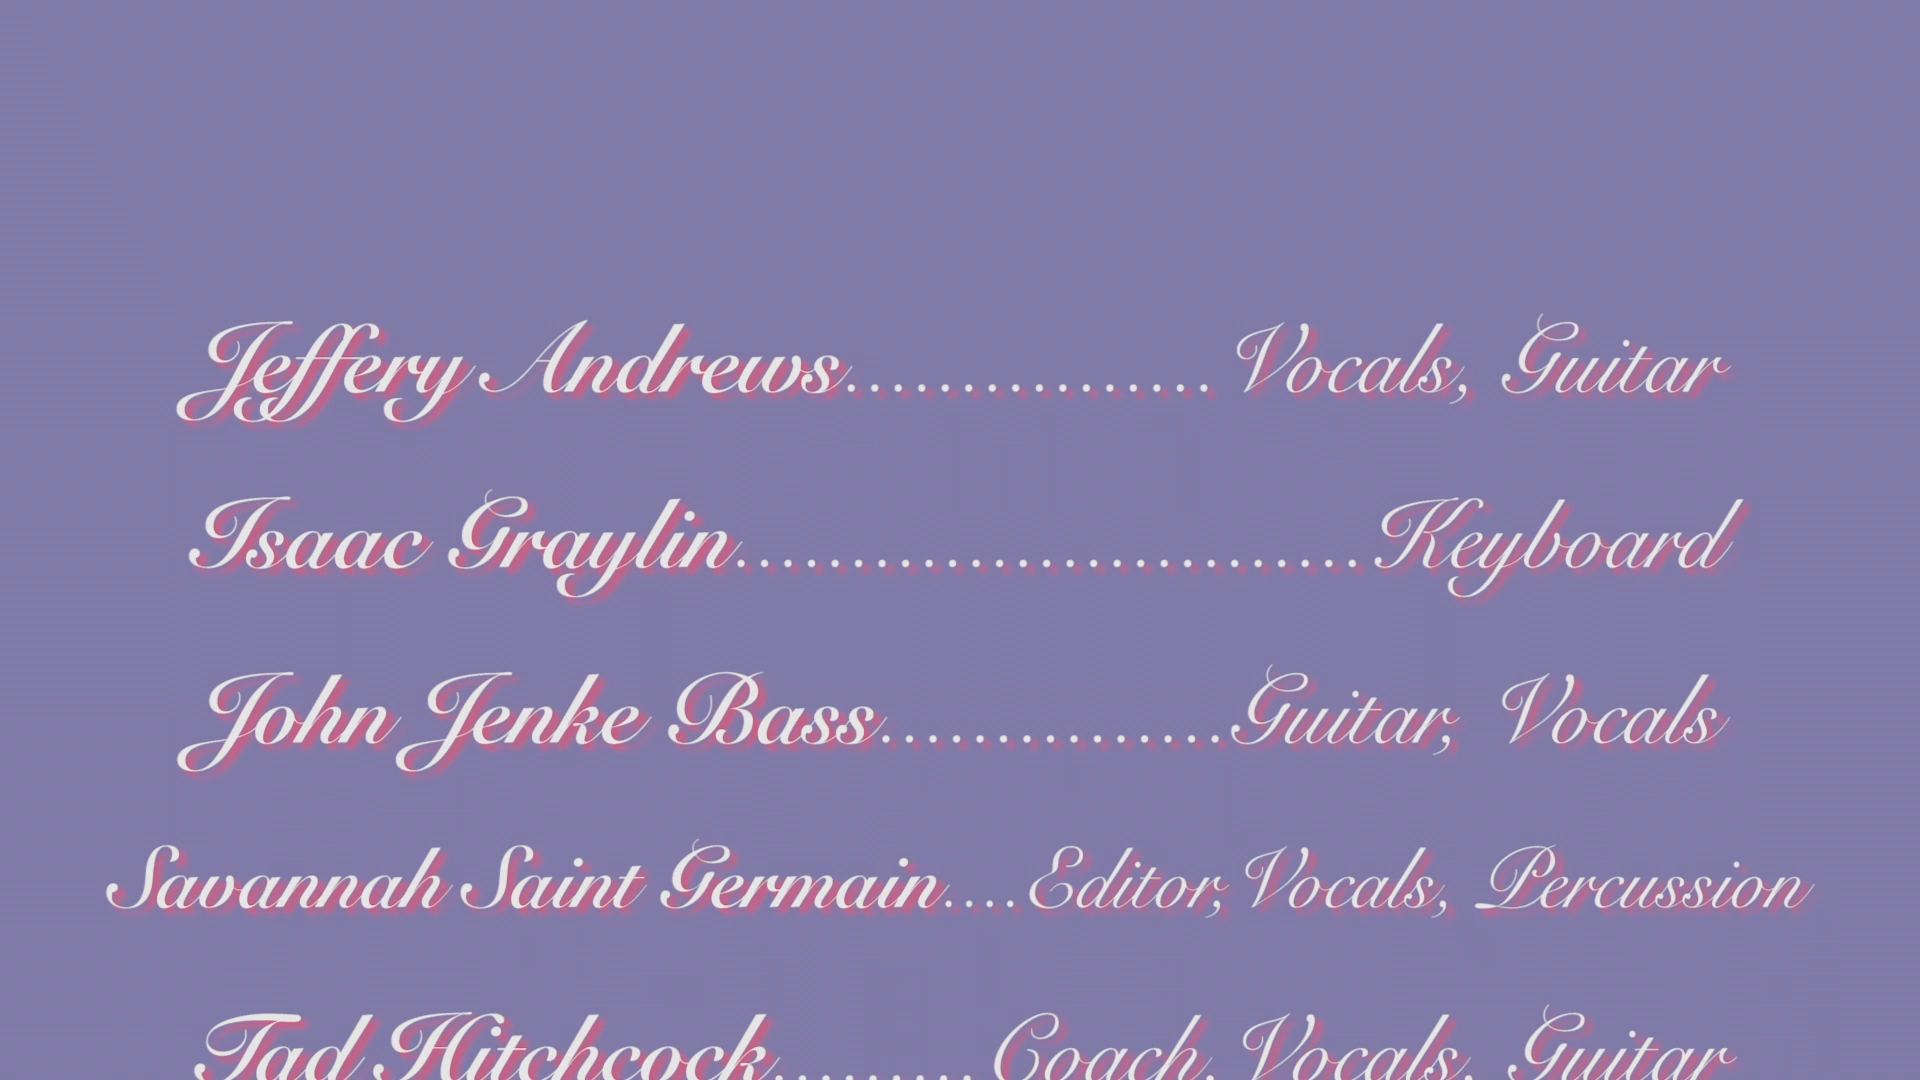 Jeffery Andrews................ Vocals, Guitar
Isaac Graylin..................................Keyboard
John Jenke Bass...............Guitar, Vocals
Savannah Saint Germain....Editor, Vocals, Percussion
Tad Hitchcock.........Coach, Vocals, Guitar